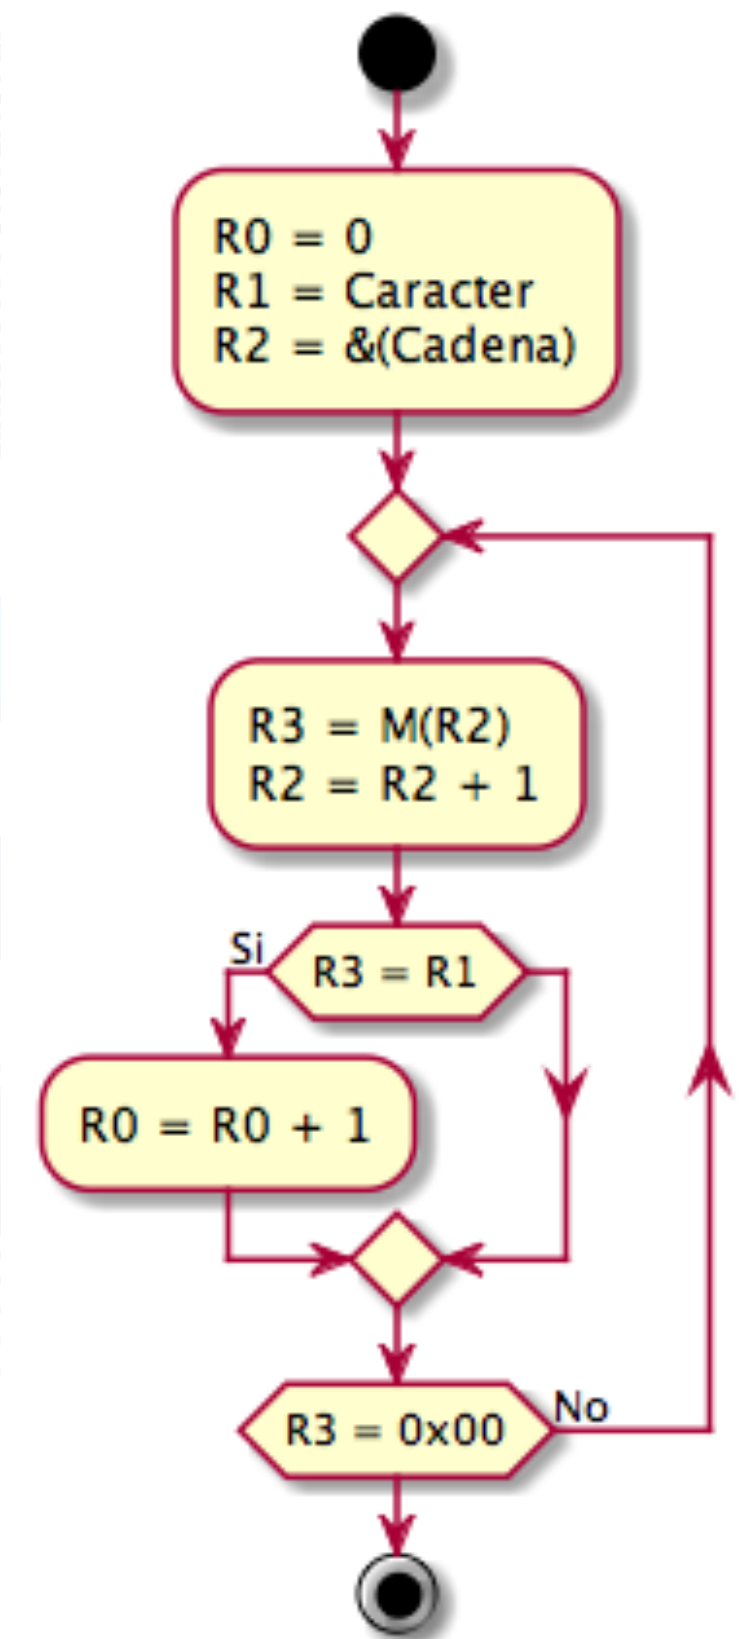 R0 = 0
R1 = Caracter
R2 = &(Cadena)
R3 = M(R2)
R2 = R2 + 1
Si
R3 = R1
R0 = R0 + 1
R3 = 0x00
No